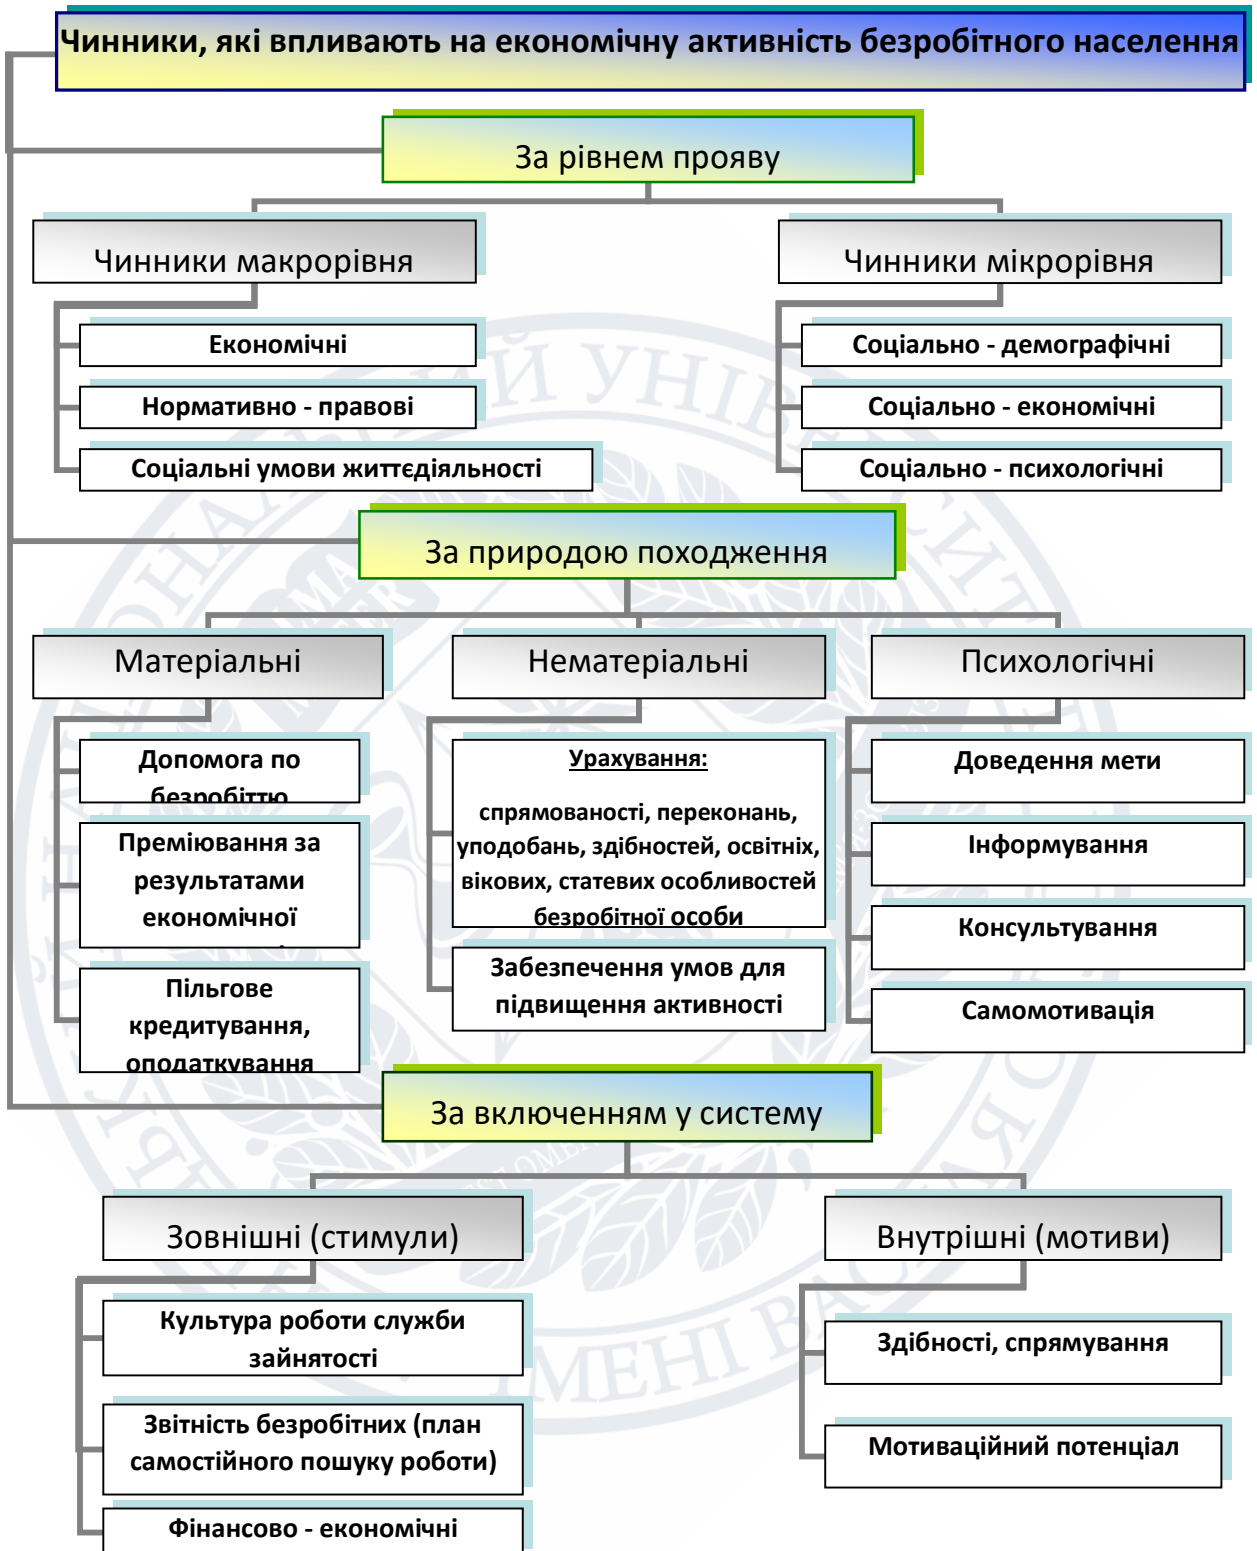 Чинники, які впливають на економічну активність безробітного населення
За рівнем прояву
Чинники макрорівня
Чинники мікрорівня
Економічні
Нормативно - правові
Соціальні умови життєдіяльності
Соціально - демографічні
Соціально - економічні
Соціально - психологічні
За природою походження
Матеріальні
Нематеріальні
Психологічні
Допомога по
безробіттю
Преміювання за
результатами
економічної
Пільгове
кредитування,
оподаткування
Урахування:
спрямованості, переконань,
уподобань, здібностей, освітніх,
вікових, статевих особливостей
безробітної особи
Забезпечення умов для
підвищення активності
Доведення мети
Інформування
Консультування
Самомотивація
За включенням у систему
Зовнішні (стимули)
Внутрішні (мотиви)
Культура роботи служби
зайнятості
Звітність безробітних (план
самостійного пошуку роботи)
Фінансово - економічні
Здібності, спрямування
Мотиваційний потенціал